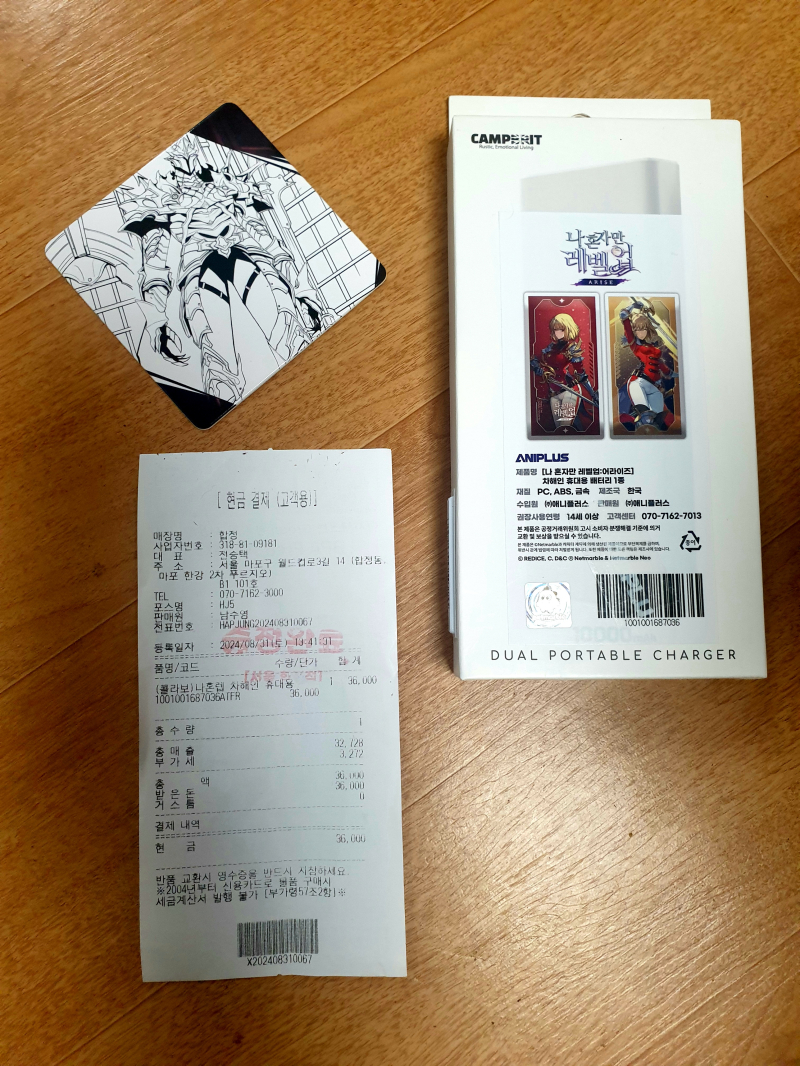 CAMPERIT
Rustic, Emotional Living
나 혼자만
레벨업
ARISE
ANIPLUS
제품명 [나 혼자만 레벨업:어라이즈]
차해인 휴대용 배터리 1종
재질 PC, ABS, 금속 제조국 한국
수입원 ㈜애니플러스 판매원 ㈜애니플러스
권장사용연령 14세 이상 고객센터 070-7162-7013
본 제품은 공정거래위원회 고시 소비자 분쟁해결 기준에 의거
교환 및 보상을 받을수 있습니다.
종이
© REDICE, C. D&C ⓒ Netmarble & Netmarble Neo
1001001687036
10000mAh
DUAL PORTABLE CHARGER
[ 현금 결제 (고객용)]
매장명 : 합정
사업자번호 : 318-81-09181
대 표 : 전승택
주 소 : 서울 마포구 월드컵로3길 14 (합정동,
마포 한강 2차 푸르지오)
B1 101호
TEL : 070-7162-3000
포스명 : HJ5
판매원 : 남수영
전표번호 : HAPJUNG202408310067
등록일자 : 2024/08/31(토) 13:41:01
품명/코드 수량/단가 합 계
(콜라보)나혼렙 차해인 휴대용 1 36,000
1001001687036ATFR 36,000
총 수 량 1
총 매 출 32,728
부 가 세 3,272
총 액 36,000
받 은 돈 36,000
거 스 름 0
결제 내역
현 금 36,000
반품 교환시 영수증을 반드시 지참하세요.
※2004년부터 신용카드로 물품 구매시
세금계산서 발행 불가 [부가령57조2항]※
X202408310067